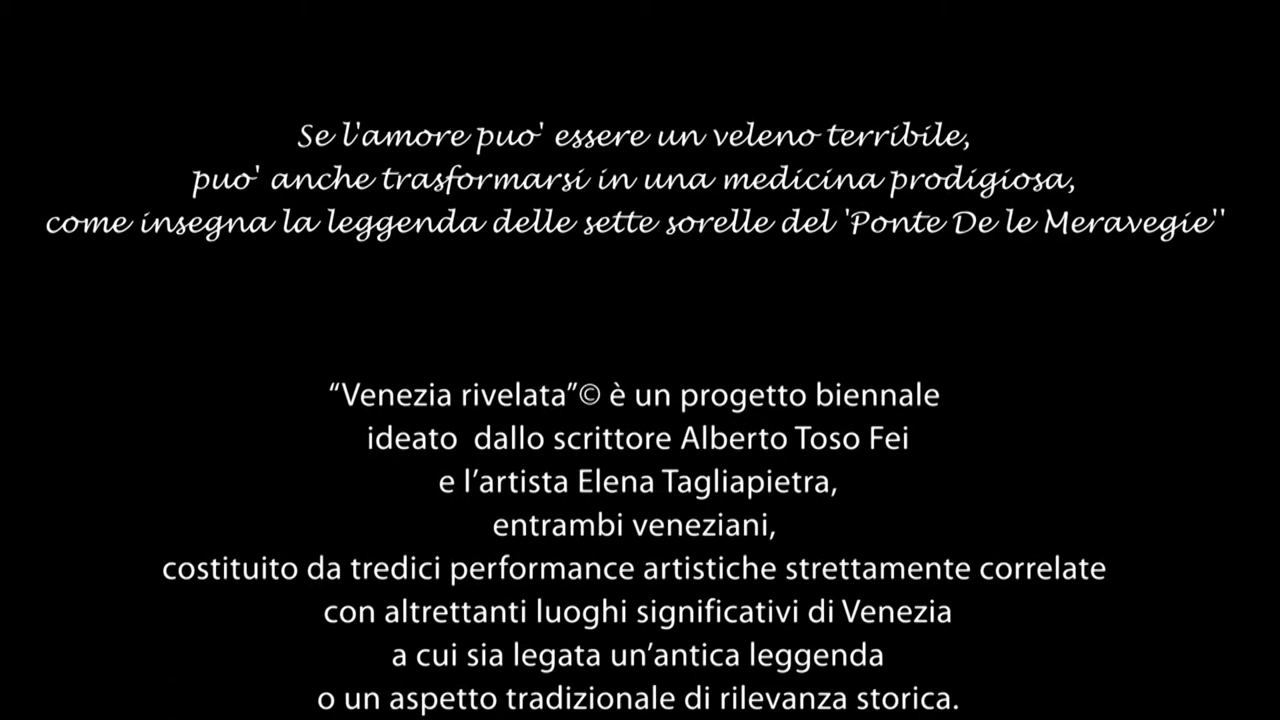 Se l'amore puo' essere un veleno terribile,
puo' anche trasformarsi in una medicina prodigiosa,
come insegna la leggenda delle sette sorelle del 'Ponte De le Meravegie''
“Venezia rivelata”© è un progetto biennale
ideato  dallo scrittore Alberto Toso Fei
e l’artista Elena Tagliapietra,
entrambi veneziani,
costituito da tredici performance artistiche strettamente correlate
con altrettanti luoghi significativi di Venezia
a cui sia legata un’antica leggenda
o un aspetto tradizionale di rilevanza storica.